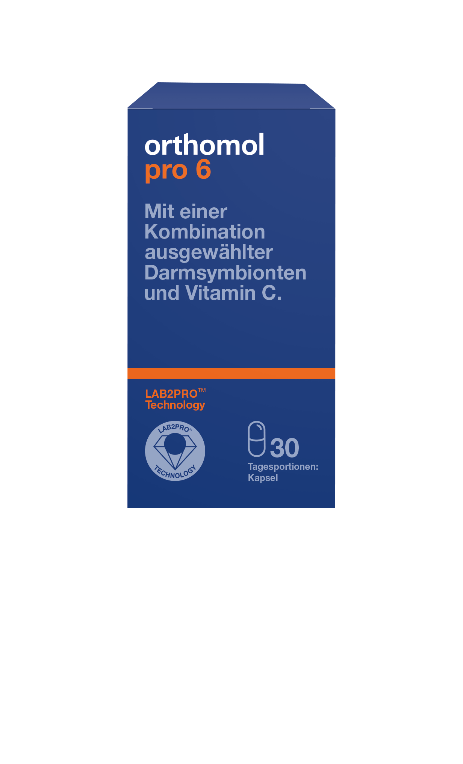 orthomol
pro 6
Mit einer
Kombination
ausgewählter
Darmsymbionten
und Vitamin C.
LAB2PRO™
Technology
LAB2PRO™
TECHNOLOGY
30
Tagesportionen:
Kapsel